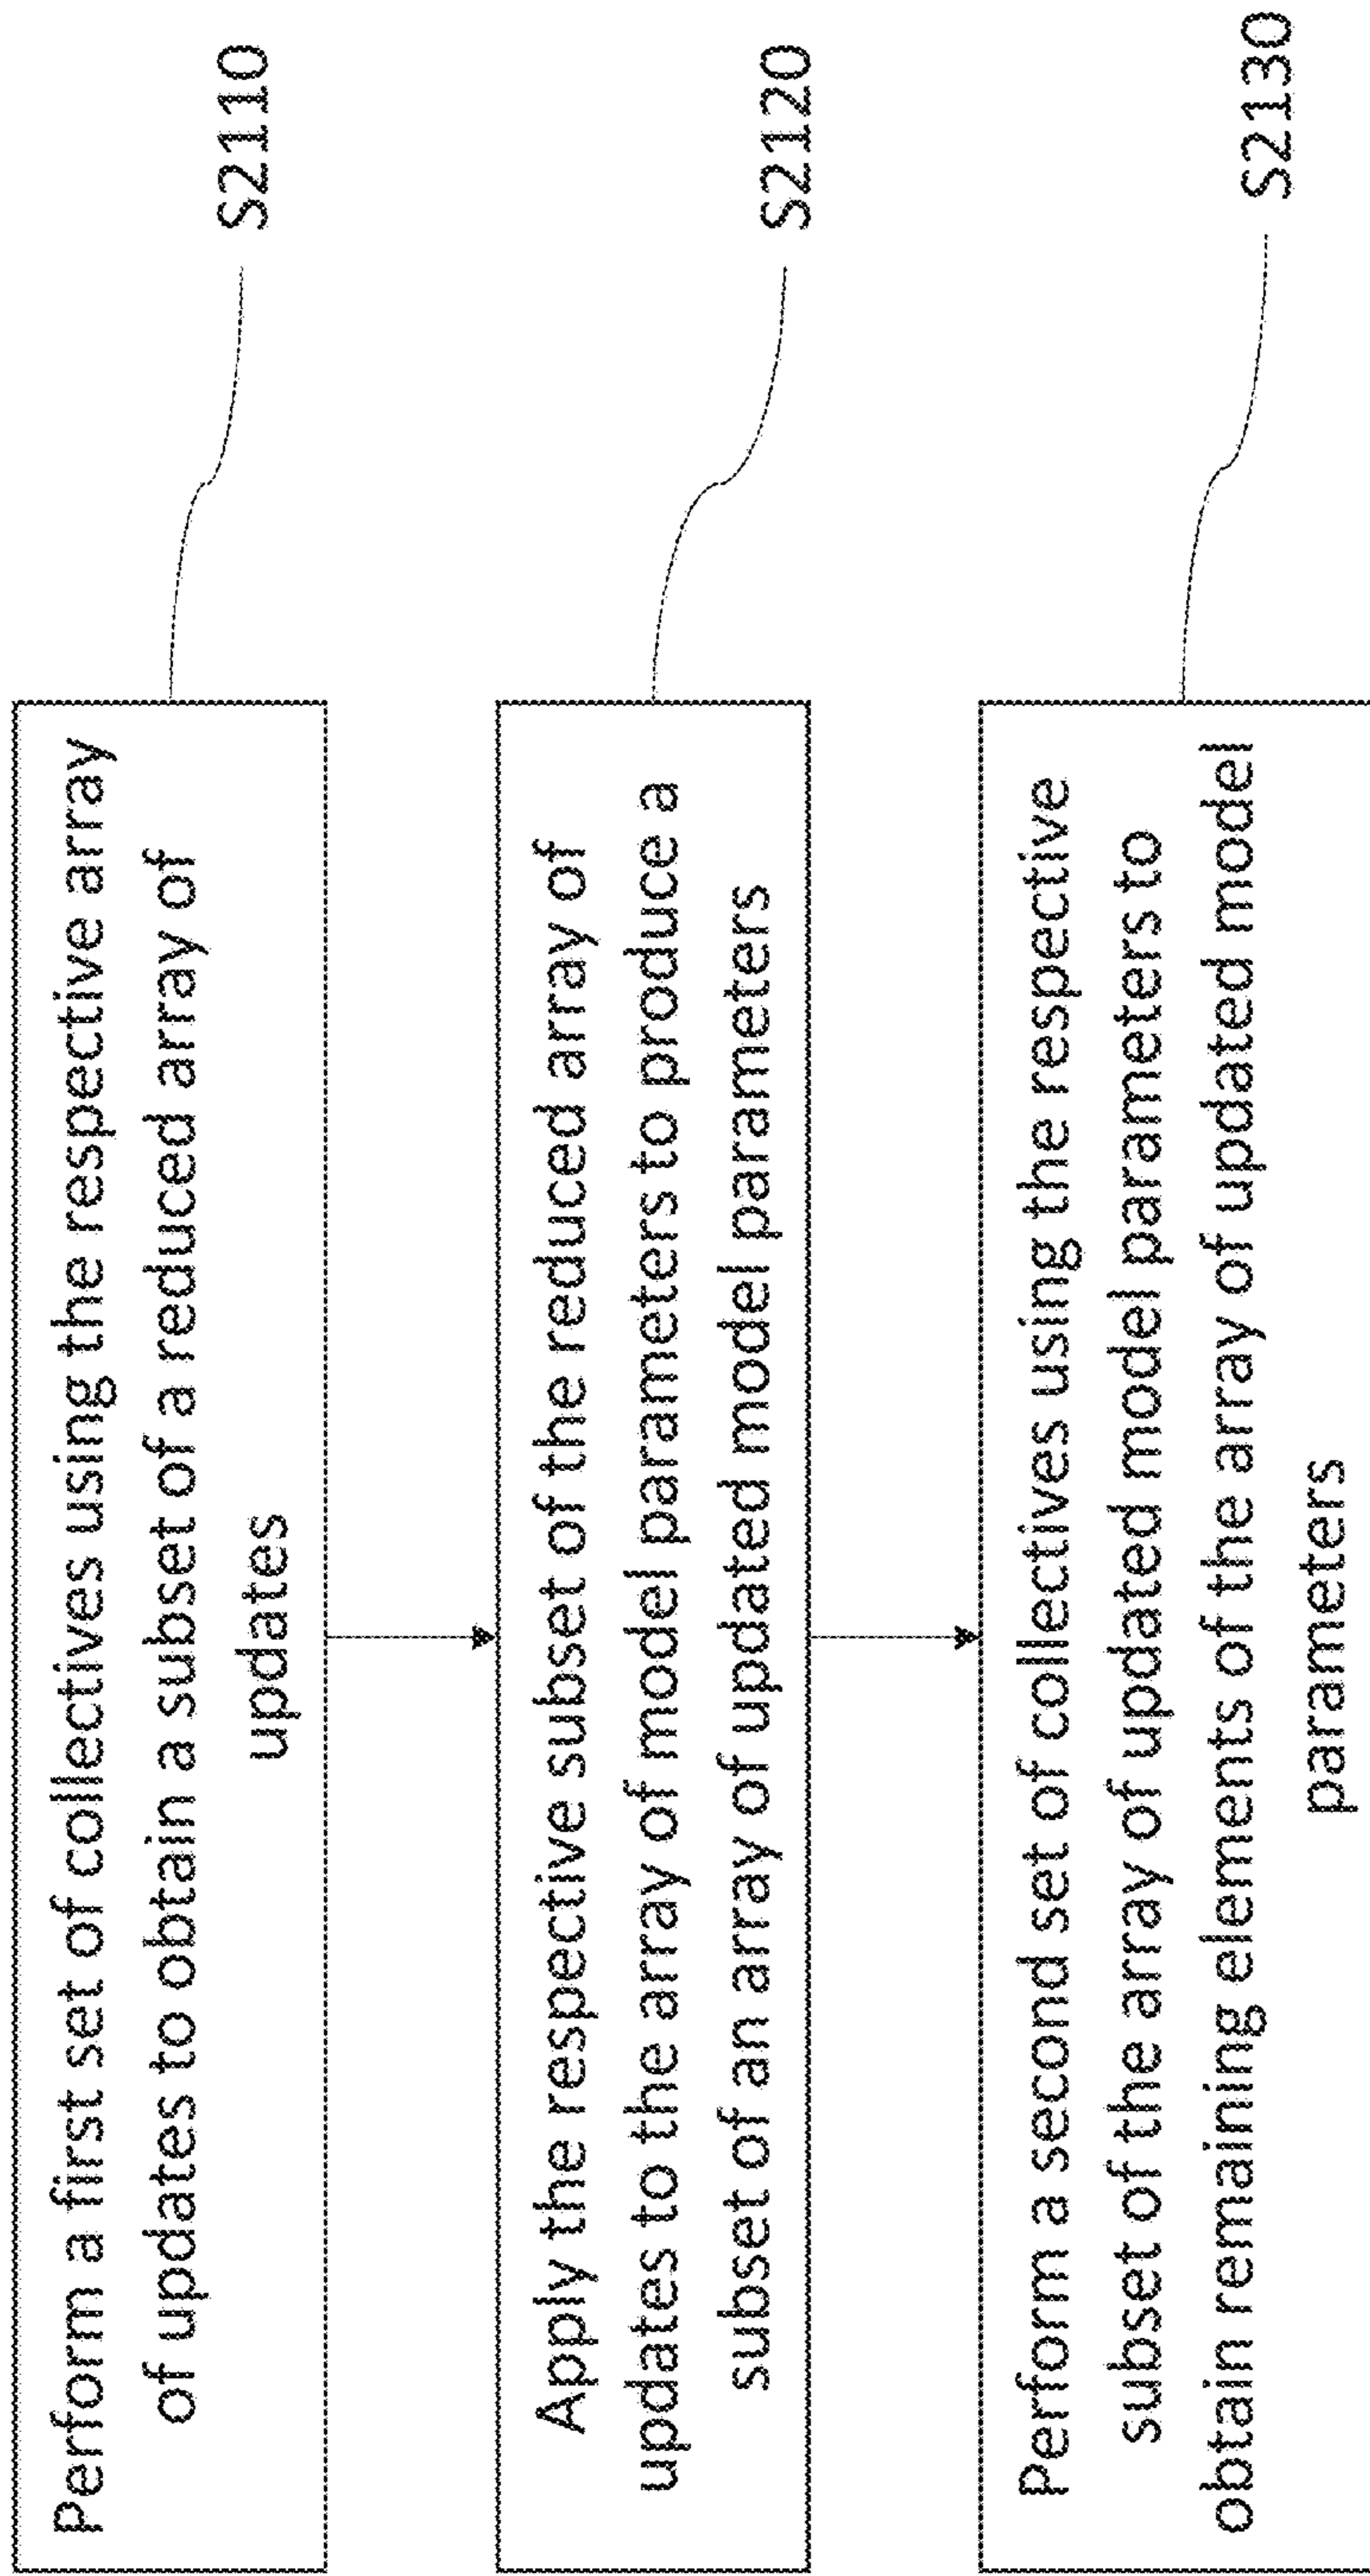 Perform a first set of collectives using the respective array
of updates to obtain a subset of a reduced array of
updates
S2110
Apply the respective subset of the reduced array of
updates to the array of model parameters to produce a
subset of an array of updated model parameters
S2120
Perform a second set of collectives using the respective
subset of the array of updated model parameters to
obtain remaining elements of the array of updated model
parameters
S2130